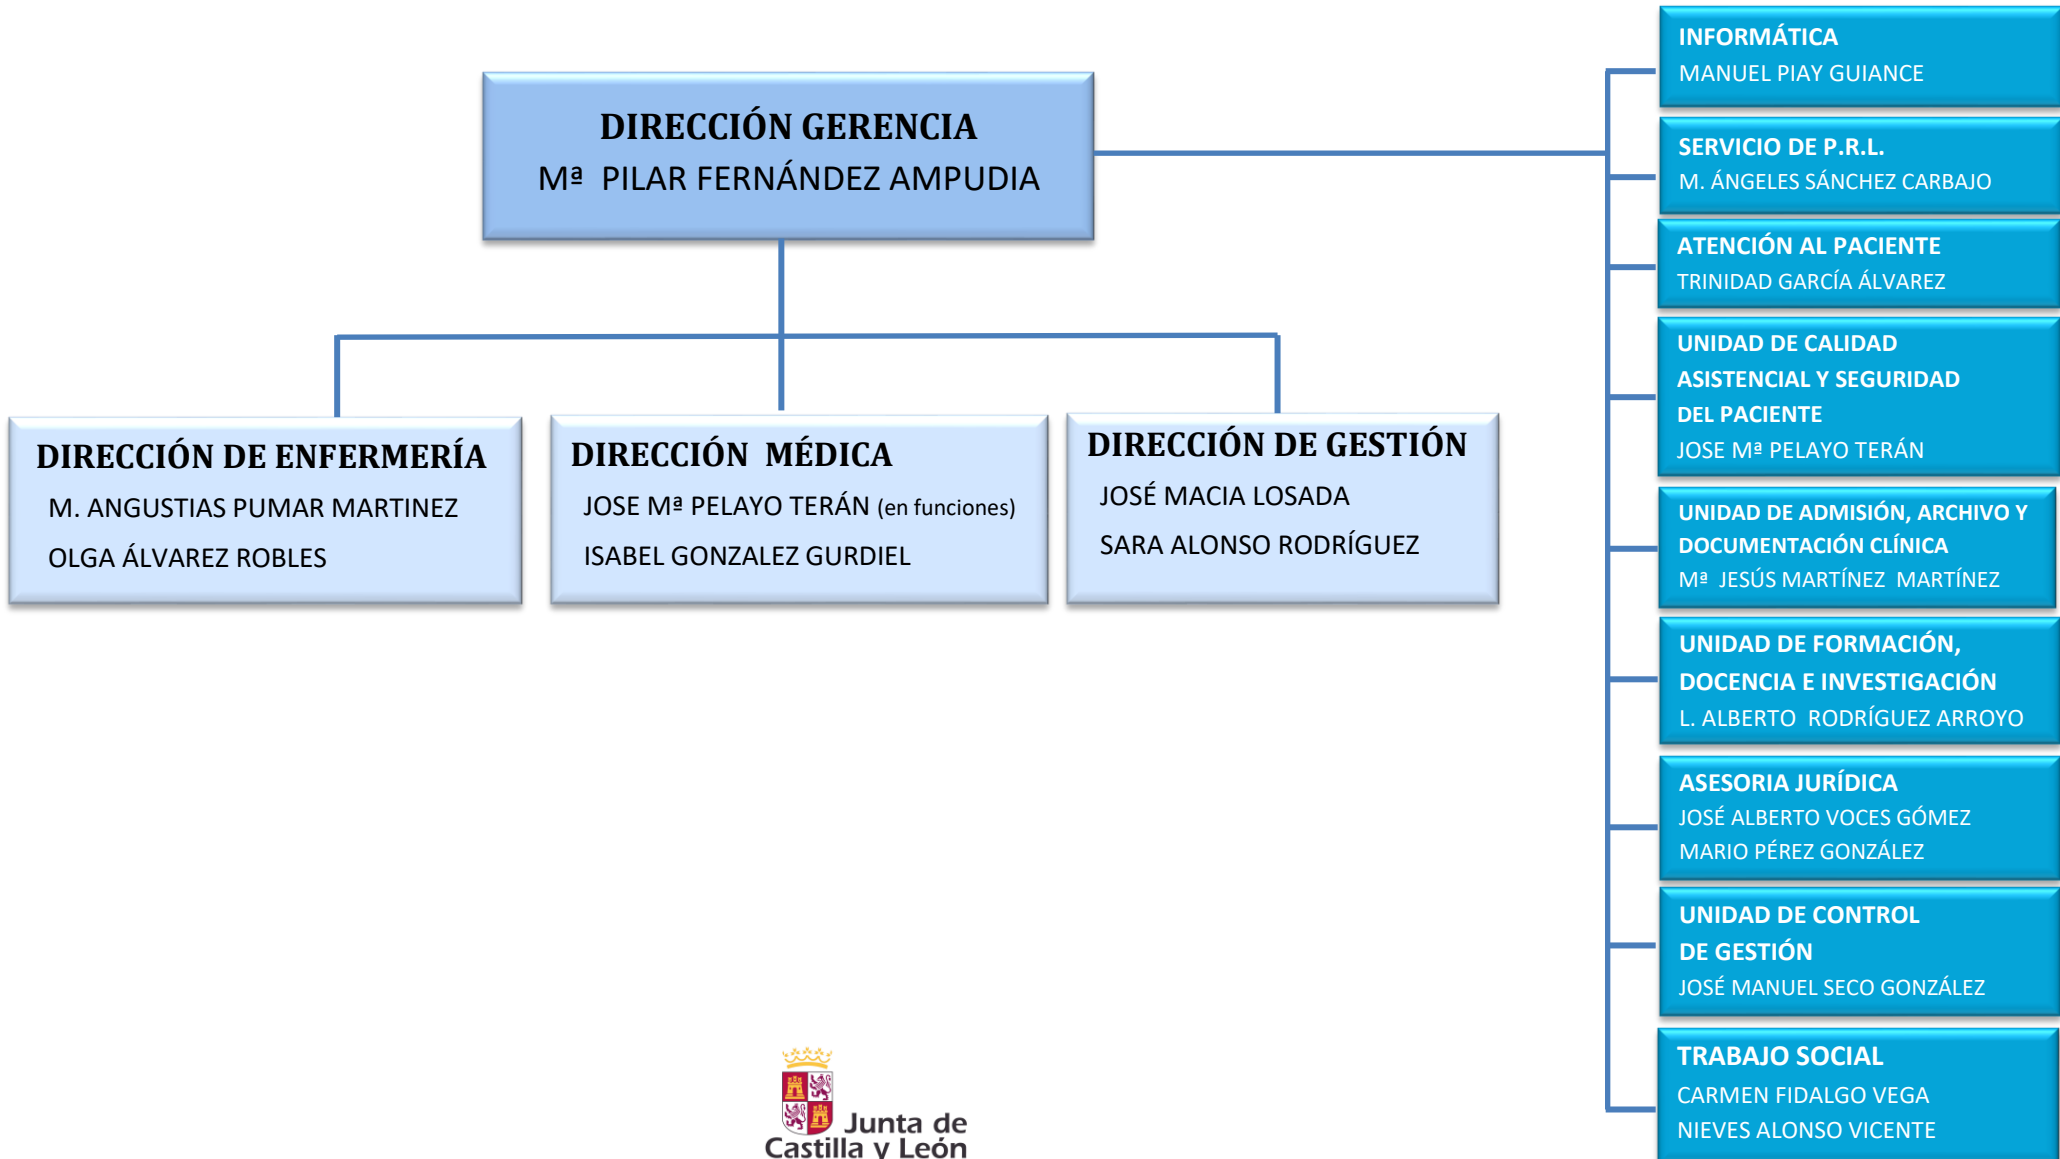 DIRECCIÓN GERENCIA
Mª PILAR FERNÁNDEZ AMPUDIA
DIRECCIÓN DE ENFERMERÍA
M. ANGUSTIAS PUMAR MARTINEZ
OLGA ÁLVAREZ ROBLES
DIRECCIÓN MÉDICA
JOSE Mª PELAYO TERÁN (en funciones)
ISABEL GONZALEZ GURDIEL
DIRECCIÓN DE GESTIÓN
JOSÉ MACIA LOSADA
SARA ALONSO RODRÍGUEZ
INFORMÁTICA
MANUEL PIAY GUIANCE
SERVICIO DE P.R.L.
M. ÁNGELES SÁNCHEZ CARBAJO
ATENCIÓN AL PACIENTE
TRINIDAD GARCÍA ÁLVAREZ
UNIDAD DE CALIDAD
ASISTENCIAL Y SEGURIDAD
DEL PACIENTE
JOSE Mª PELAYO TERÁN
UNIDAD DE ADMISIÓN, ARCHIVO Y
DOCUMENTACIÓN CLÍNICA
Mª JESÚS MARTÍNEZ MARTÍNEZ
UNIDAD DE FORMACIÓN,
DOCENCIA E INVESTIGACIÓN
L. ALBERTO RODRÍGUEZ ARROYO
ASESORIA JURÍDICA
JOSÉ ALBERTO VOCES GÓMEZ
MARIO PÉREZ GONZÁLEZ
UNIDAD DE CONTROL
DE GESTIÓN
JOSÉ MANUEL SECO GONZÁLEZ
TRABAJO SOCIAL
CARMEN FIDALGO VEGA
NIEVES ALONSO VICENTE
Junta de
Castilla y León